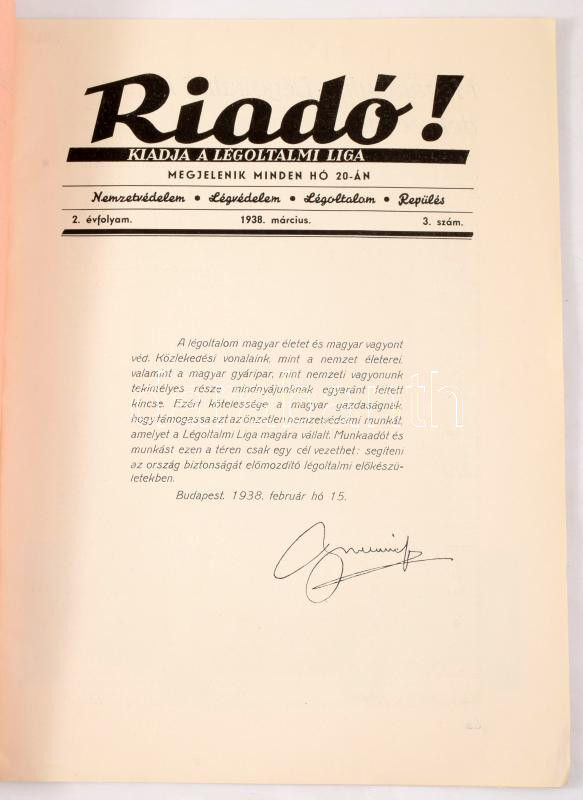 Riadó!
KIADJA A LÉGOLTALMI LIGA
MEGJELENIK MINDEN HÓ 20-ÁN
Nemzetvédelem • Légvédelem • Légoltalom • Repülés
2. évfolyam. 1938. március. 3. szám.
A légoltalom magyar életet és magyar vagyont
véd. Közlekedési vonalaink, mint a nemzet életerei,
valamint a magyar gyáripar, mint nemzeti vagyonunk
tekintélyes része mindnyájunknak egyaránt féltett
kincse. Ezért kötelessége a magyar gazdaságnak,
hogy támogassa ezt az önzetlen nemzetvédelmi munkát,
amelyet a Légoltalmi Liga magára vállalt. Munkaadót és
munkást ezen a téren csak egy cél vezethet: segíteni
az ország biztonságát előmozdító légoltalmi előkészü-
letekben.
Budapest, 1938. február hó 15.